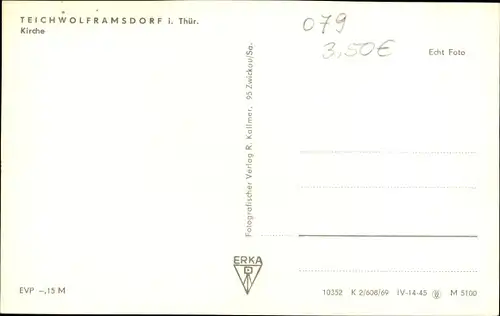 TEICHWOLFRAMSDORF i. Thür.
Kirche
079
3,50€
Echt Foto
Fotografischer Verlag R. Kallmer, 95 Zwickau/Sa.
ERKA
EVP -,15 M
10352 K 2/608/69 IV-14-45 M 5100